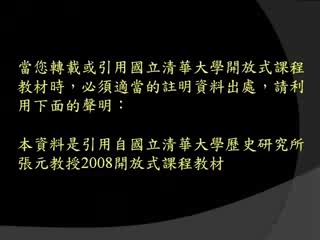 當您轉載或引用國立清華大學開放式課程
教材時，必須適當的註明資料出處，請利
用下面的聲明：
本資料是引用自國立清華大學歷史研究所
張元教授2008開放式課程教材